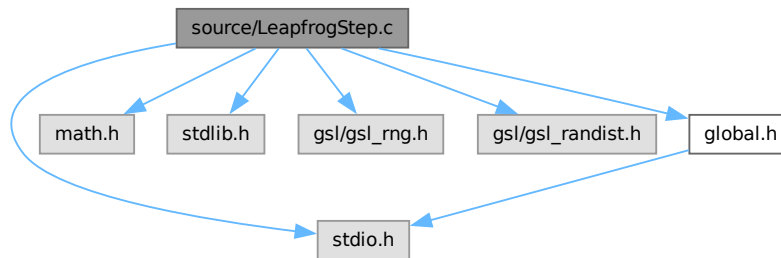 source/LeapfrogStep.c
math.h
stdlib.h
gsl/gsl_rng.h
gsl/gsl_randist.h
global.h
stdio.h